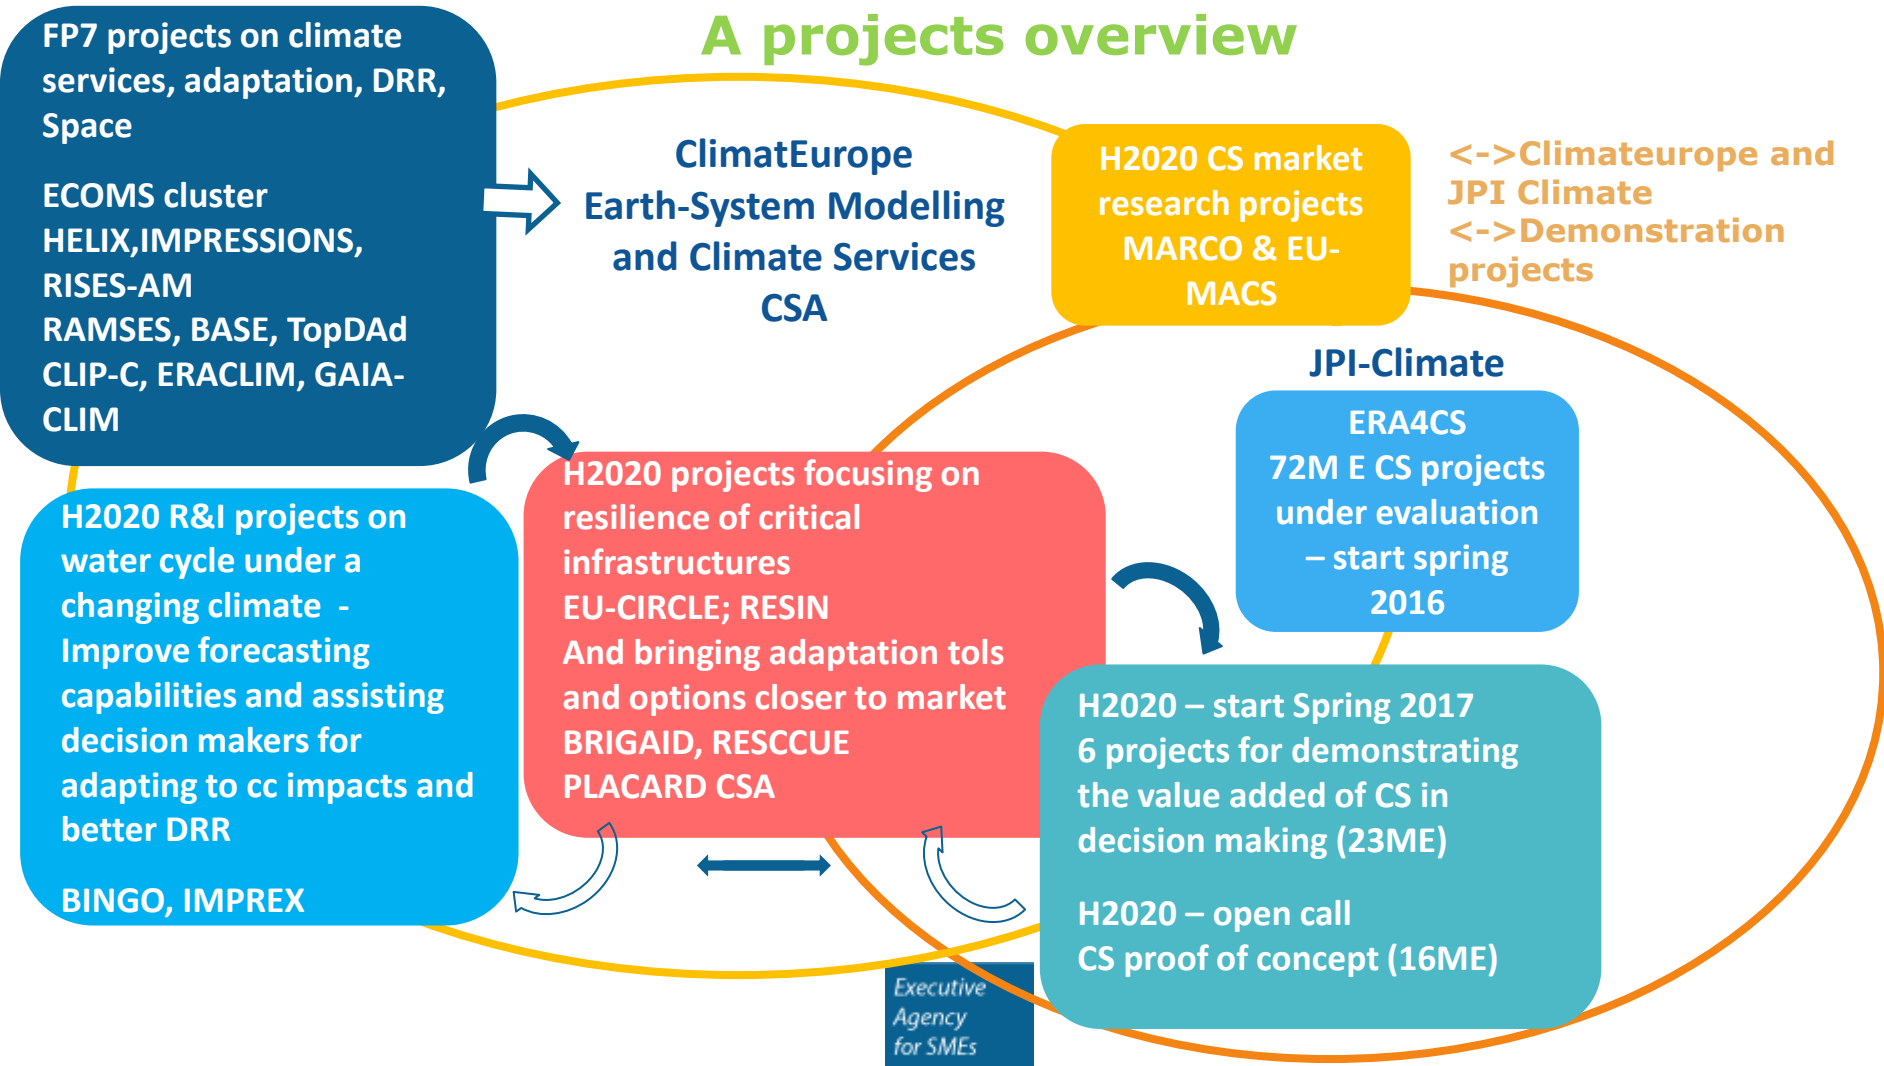 A projects overview
FP7 projects on climate
services, adaptation, DRR,
Space
ECOMS cluster
HELIX,IMPRESSIONS,
RISES-AM
RAMSES, BASE, TopDAd
CLIP-C, ERACLIM, GAIA-
CLIM
ClimatEurope
Earth-System Modelling
and Climate Services
CSA
H2020 CS market
research projects
MARCO & EU-
MACS
<->Climateurope and
JPI Climate
<->Demonstration
projects
JPI-Climate
ERA4CS
72M E CS projects
under evaluation
– start spring
2016
H2020 R&I projects on
water cycle under a
changing climate -
Improve forecasting
capabilities and assisting
decision makers for
adapting to cc impacts and
better DRR
BINGO, IMPREX
H2020 projects focusing on
resilience of critical
infrastructures
EU-CIRCLE; RESIN
And bringing adaptation tols
and options closer to market
BRIGAID, RESCCUE
PLACARD CSA
H2020 – start Spring 2017
6 projects for demonstrating
the value added of CS in
decision making (23ME)
H2020 – open call
CS proof of concept (16ME)
Executive
Agency
for SMEs